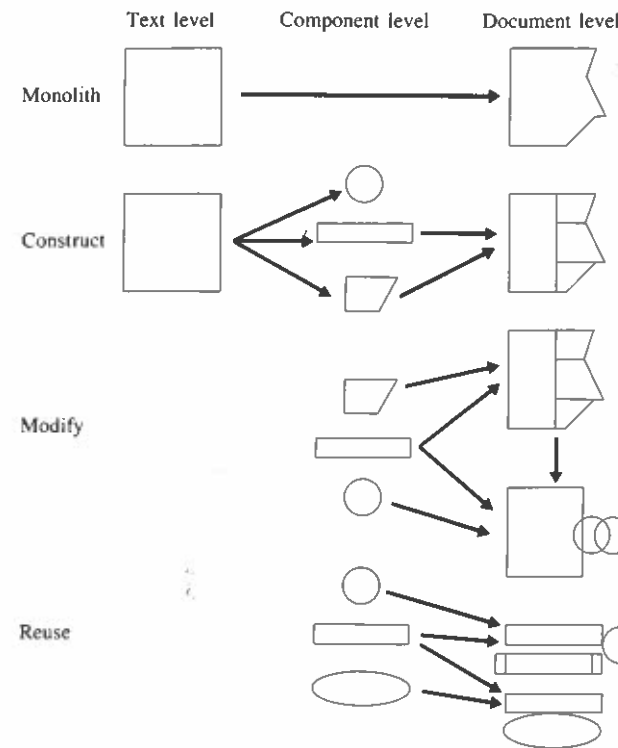 Text level Component level Document level
Monolith
Construct
Modify
Reuse